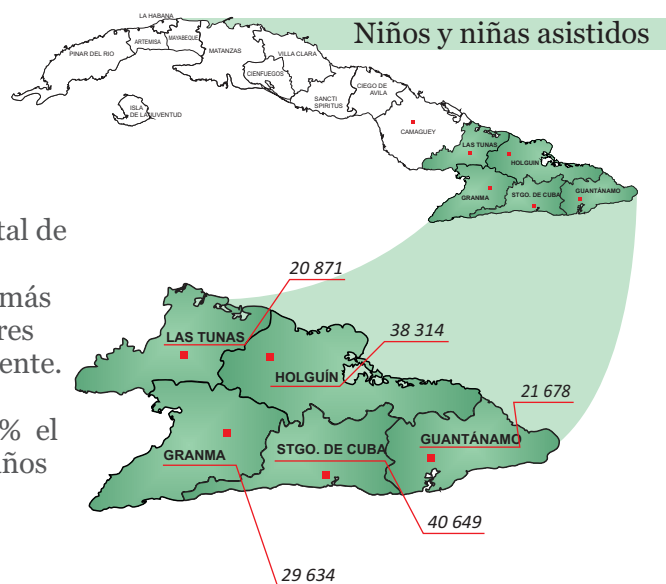 Niños y niñas asistidos
LA HABANA
PINAR DEL RIO
ARTEMISA
MAYABEQUE
MATANZAS
VILLA CLARA
CIENFUEGOS
SANCTI
SPIRITUS
CIEGO DE
AVILA
ISLA
DE LA JUVENTUD
CAMAGUEY
LAS TUNAS
HOLGUIN
GRANMA
STGO. DE CUBA
GUANTÁNAMO
tal de
más
res
ente.
% el
iños
20 871
LAS TUNAS
38 314
HOLGUÍN
21 678
GUANTÁNAMO
GRANMA
STGO. DE CUBA
40 649
29 634